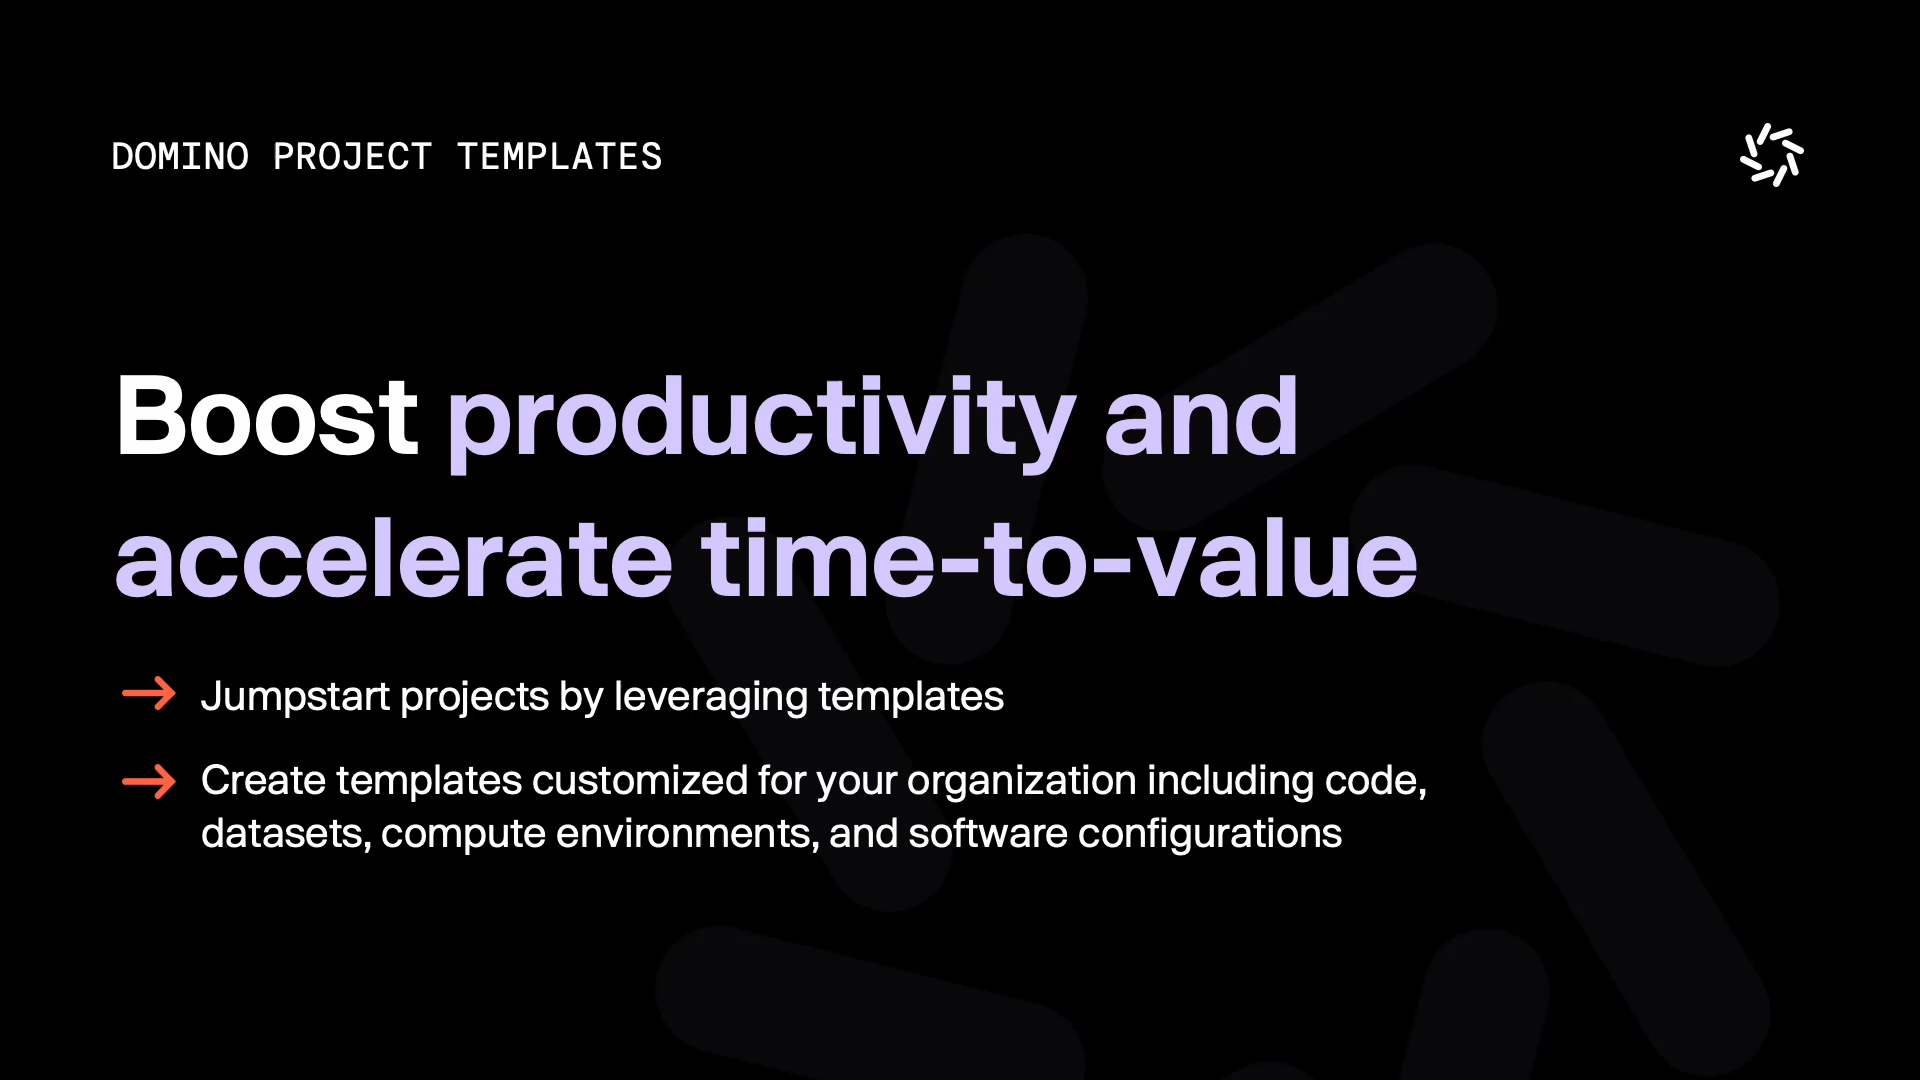 DOMINO PROJECT TEMPLATES
Boost productivity and
accelerate time-to-value
Jumpstart projects by leveraging templates
Create templates customized for your organization including code,
datasets, compute environments, and software configurations